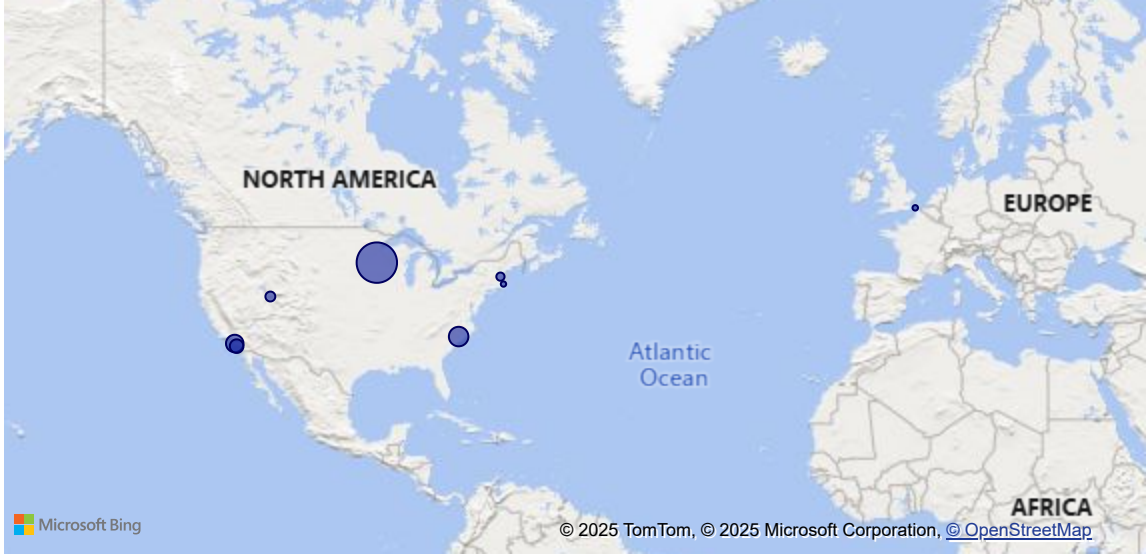 NORTH AMERICA
EUROPE
Atlantic
Ocean
AFRICA
Microsoft Bing
© 2025 TomTom, © 2025 Microsoft Corporation, © OpenStreetMap